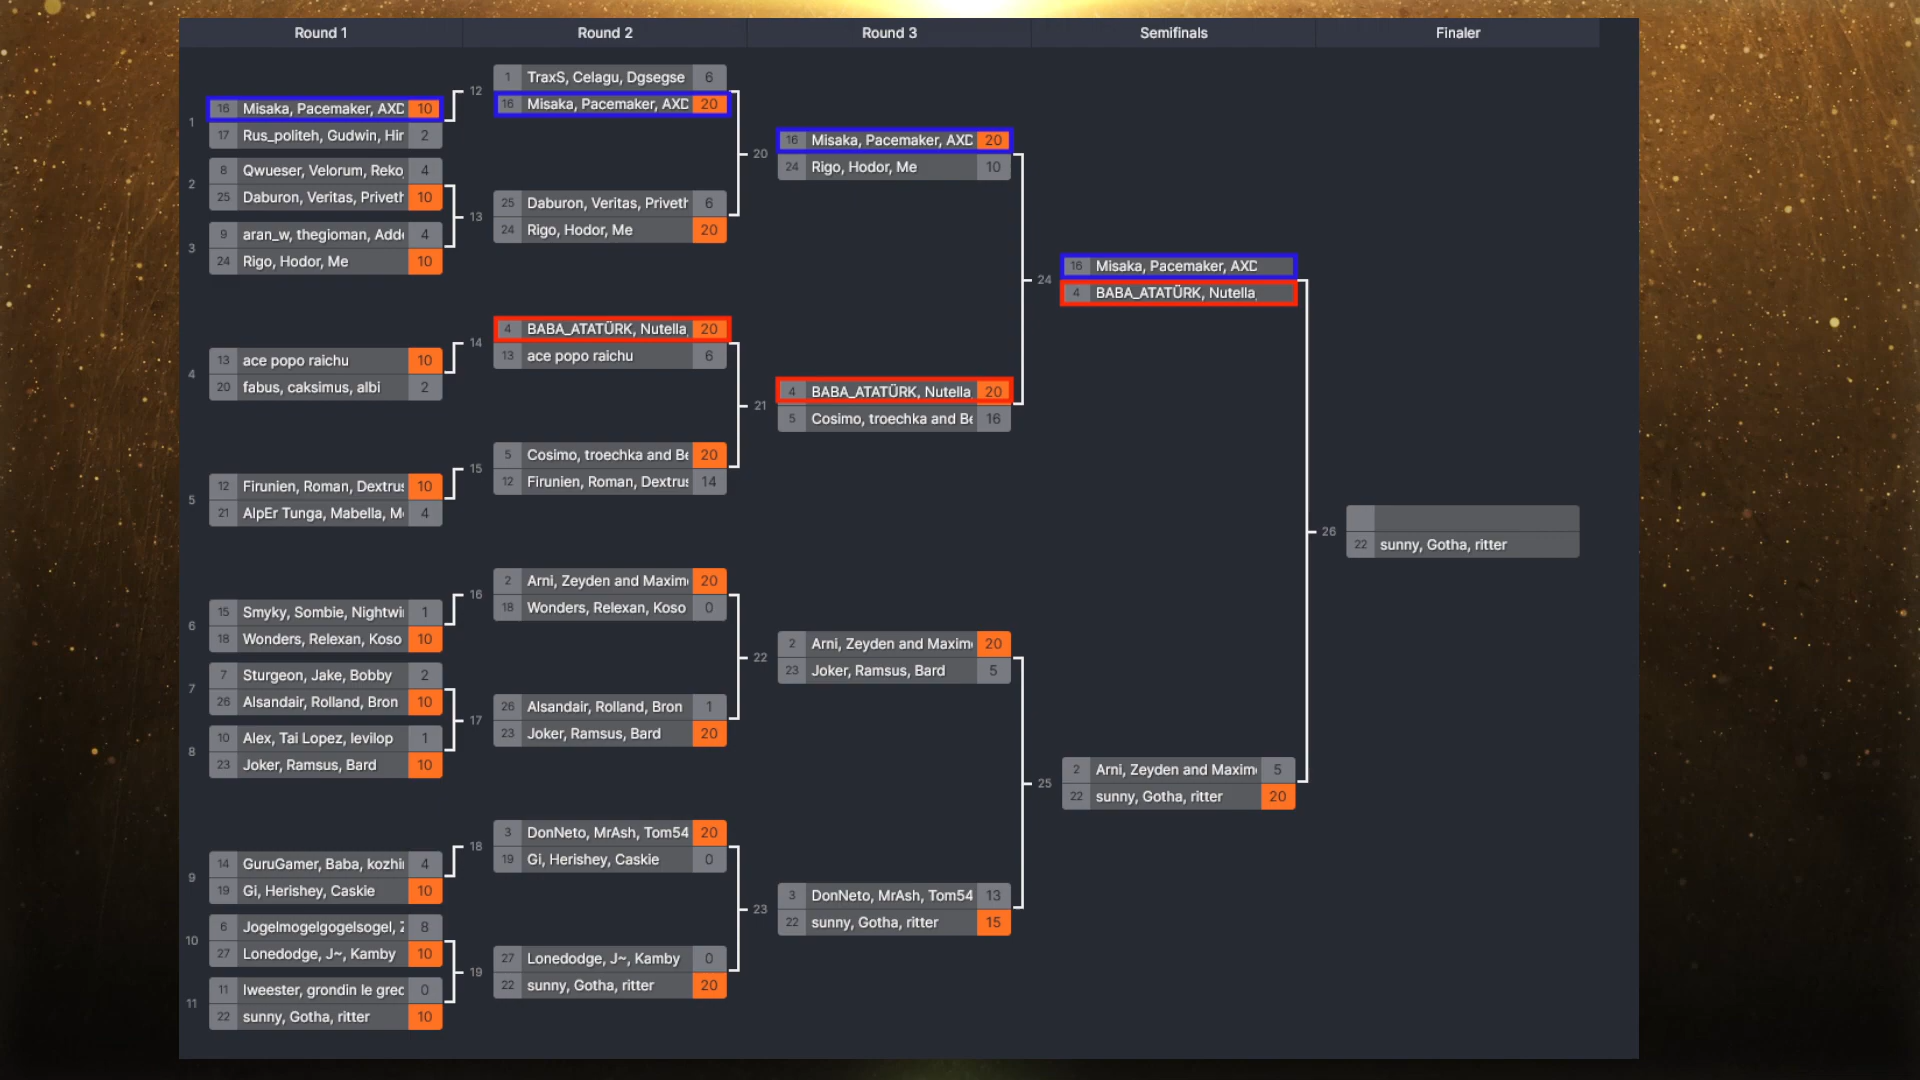 Round 1
Round 2
Round 3
Semifinals
Finaler
1
16 Misaka, Pacemaker, AXD 10
17 Rus_politeh, Gudwin, Hir 2
2
8 Qwueser, Velorum, Reko 4
25 Daburon, Veritas, Priveth 10
3
9 aran_w, thegioman, Adde 4
24 Rigo, Hodor, Me 10
4
13 ace popo raichu 10
20 fabus, caksimus, albi 2
5
12 Firunien, Roman, Dextrus 10
21 AlpEr Tunga, Mabella, M 4
6
15 Smyky, Sombie, Nightwi 1
18 Wonders, Relexan, Koso 10
7
7 Sturgeon, Jake, Bobby 2
26 Alsandair, Rolland, Bron 10
8
10 Alex, Tai Lopez, levilop 1
23 Joker, Ramsus, Bard 10
9
14 GuruGamer, Baba, kozhi 4
19 Gi, Herishey, Caskie 10
10
6 Jogelmogelgogelsogel, 8
27 Lonedodge, J~, Kamby 10
11
11 lweester, grondin le grec 0
22 sunny, Gotha, ritter 10
12
1 TraxS, Celagu, Dgsegse 6
16 Misaka, Pacemaker, AXD 20
13
25 Daburon, Veritas, Priveth 6
24 Rigo, Hodor, Me 20
14
4 BABA_ATATÜRK, Nutella, 20
13 ace popo raichu 6
15
5 Cosimo, troechka and Be 20
12 Firunien, Roman, Dextrus 14
16
2 Arni, Zeyden and Maxim 20
18 Wonders, Relexan, Koso 0
17
26 Alsandair, Rolland, Bron 1
23 Joker, Ramsus, Bard 20
18
3 DonNeto, MrAsh, Tom54 20
19 Gi, Herishey, Caskie 0
19
27 Lonedodge, J~, Kamby 0
22 sunny, Gotha, ritter 20
20
16 Misaka, Pacemaker, AXD 20
24 Rigo, Hodor, Me 10
21
4 BABA_ATATÜRK, Nutella, 20
5 Cosimo, troechka and Be 16
22
2 Arni, Zeyden and Maxim 20
23 Joker, Ramsus, Bard 5
23
3 DonNeto, MrAsh, Tom54 13
22 sunny, Gotha, ritter 15
24
16 Misaka, Pacemaker, AXD
4 BABA_ATATÜRK, Nutella,
25
2 Arni, Zeyden and Maxim 5
22 sunny, Gotha, ritter 20
26
22 sunny, Gotha, ritter